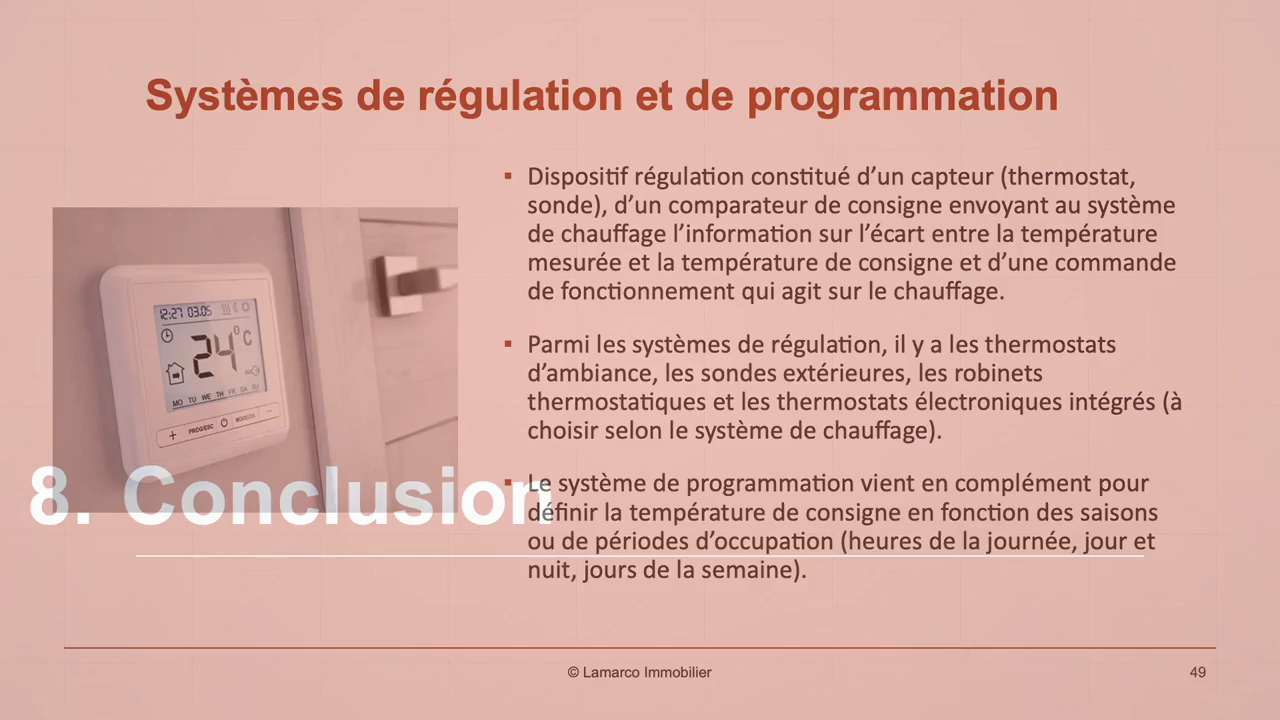 Systèmes de régulation et de programmation
▪ Dispositif régulation constitué d’un capteur (thermostat,
sonde), d’un comparateur de consigne envoyant au système
de chauffage l’information sur l’écart entre la température
mesurée et la température de consigne et d’une commande
de fonctionnement qui agit sur le chauffage.
12:27 03.05
24°C
MO TU WE TH FR SA SU
+ PROG/ESC MODE/OK −
▪ Parmi les systèmes de régulation, il y a les thermostats
d’ambiance, les sondes extérieures, les robinets
thermostatiques et les thermostats électroniques intégrés (à
choisir selon le système de chauffage).
8. Conclusion
▪ Le système de programmation vient en complément pour
définir la température de consigne en fonction des saisons
ou de périodes d’occupation (heures de la journée, jour et
nuit, jours de la semaine).
© Lamarco Immobilier
49